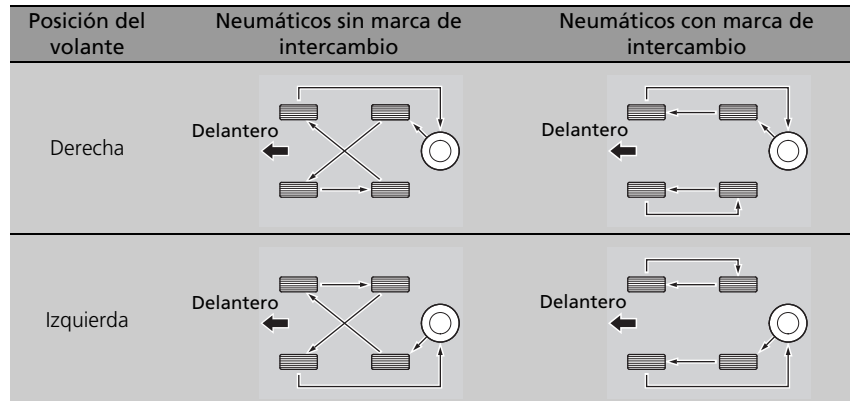 Posición del
volante
Neumáticos sin marca de
intercambio
Neumáticos con marca de
intercambio
Derecha
Delantero
Delantero
Izquierda
Delantero
Delantero